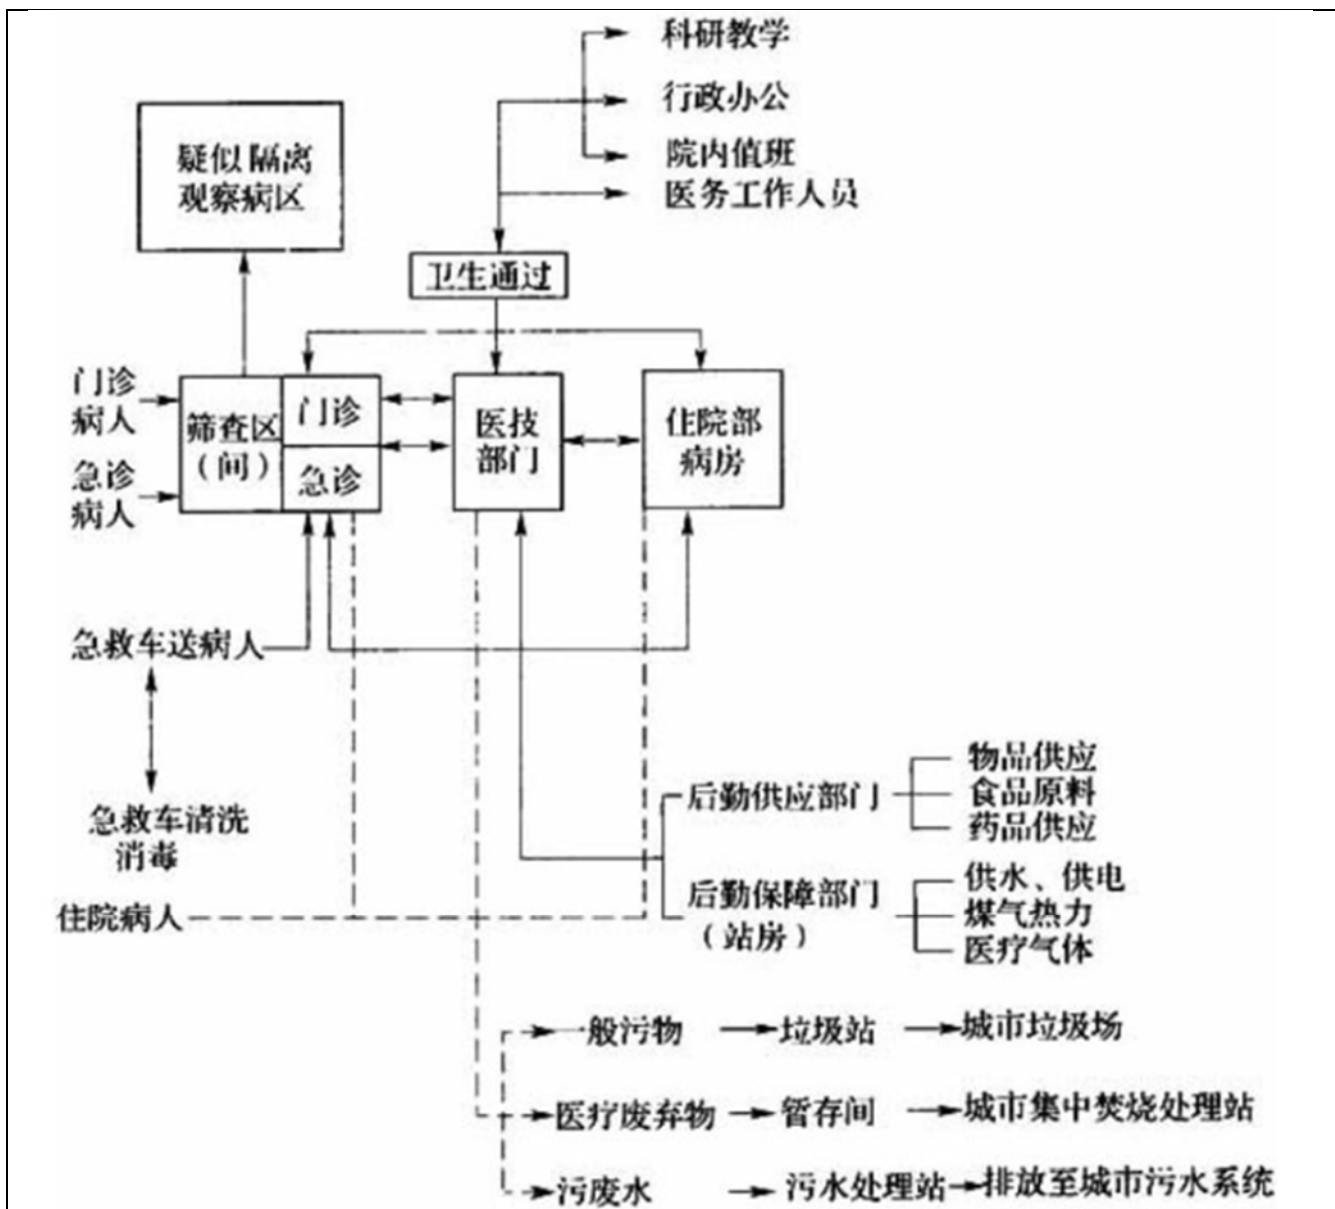 科研教学
行政办公
院内值班
医务工作人员
疑似隔离
观察病区
卫生通过
门诊
病人
急诊
病人
筛查区
（间）
门诊
急诊
医技
部门
住院部
病房
急救车送病人
急救车清洗
消毒
住院病人
后勤供应部门
物品供应
食品原料
药品供应
后勤保障部门
（站房）
供水、供电
煤气热力
医疗气体
一般污物
垃圾站
城市垃圾场
医疗废弃物
暂存间
城市集中焚烧处理站
污废水
污水处理站
排放至城市污水系统